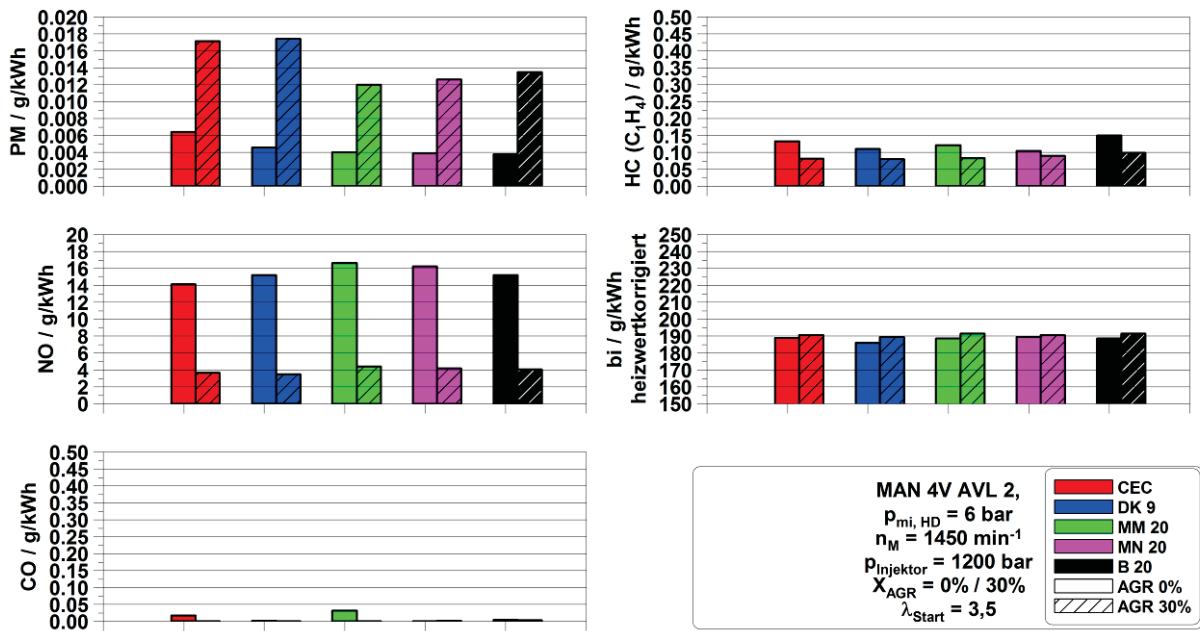 PM / g/kWh
0.020
0.018
0.016
0.014
0.012
0.010
0.008
0.006
0.004
0.002
0.000
HC (C₁H₄) / g/kWh
0.50
0.45
0.40
0.35
0.30
0.25
0.20
0.15
0.10
0.05
0.00
NO / g/kWh
20
18
16
14
12
10
8
6
4
2
0
bi / g/kWh
heizwertkorrigiert
250
240
230
220
210
200
190
180
170
160
150
CO / g/kWh
0.50
0.45
0.40
0.35
0.30
0.25
0.20
0.15
0.10
0.05
0.00
MAN 4V AVL 2,
pmi, HD = 6 bar
nM = 1450 min⁻¹
pInjektor = 1200 bar
XAGR = 0% / 30%
λStart = 3,5
CEC
DK 9
MM 20
MN 20
B 20
AGR 0%
AGR 30%